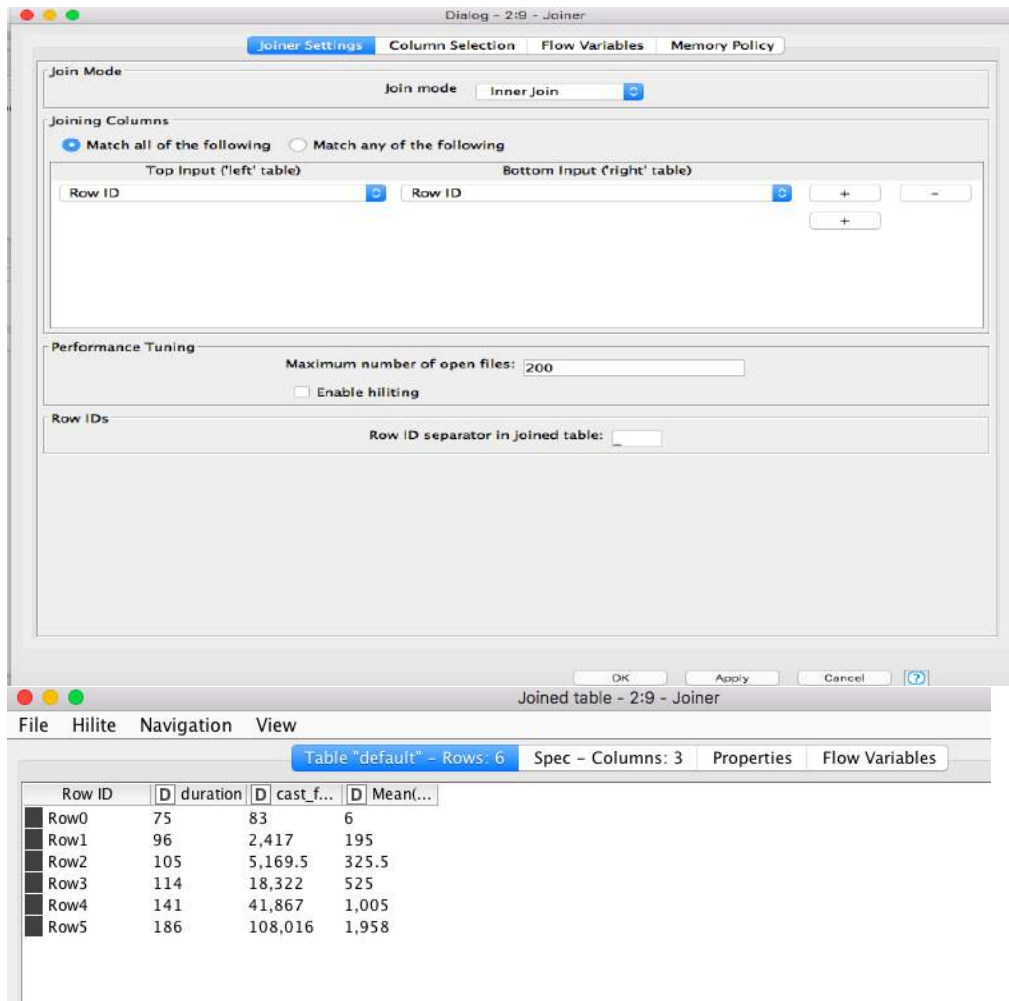 Dialog - 2:9 - Joiner
Joiner Settings Column Selection Flow Variables Memory Policy
Join Mode
Join mode Inner Join
Joining Columns
Match all of the following Match any of the following
Top Input ('left' table) Bottom Input ('right' table)
Row ID Row ID + -
+
Performance Tuning
Maximum number of open files: 200
Enable hiliting
Row IDs
Row ID separator in joined table: _
OK Apply Cancel ?
Joined table - 2:9 - Joiner
File Hilite Navigation View
Table "default" - Rows: 6 Spec - Columns: 3 Properties Flow Variables
Row ID D duration D cast_f... D Mean(...
Row0 75 83 6
Row1 96 2,417 195
Row2 105 5,169.5 325.5
Row3 114 18,322 525
Row4 141 41,867 1,005
Row5 186 108,016 1,958